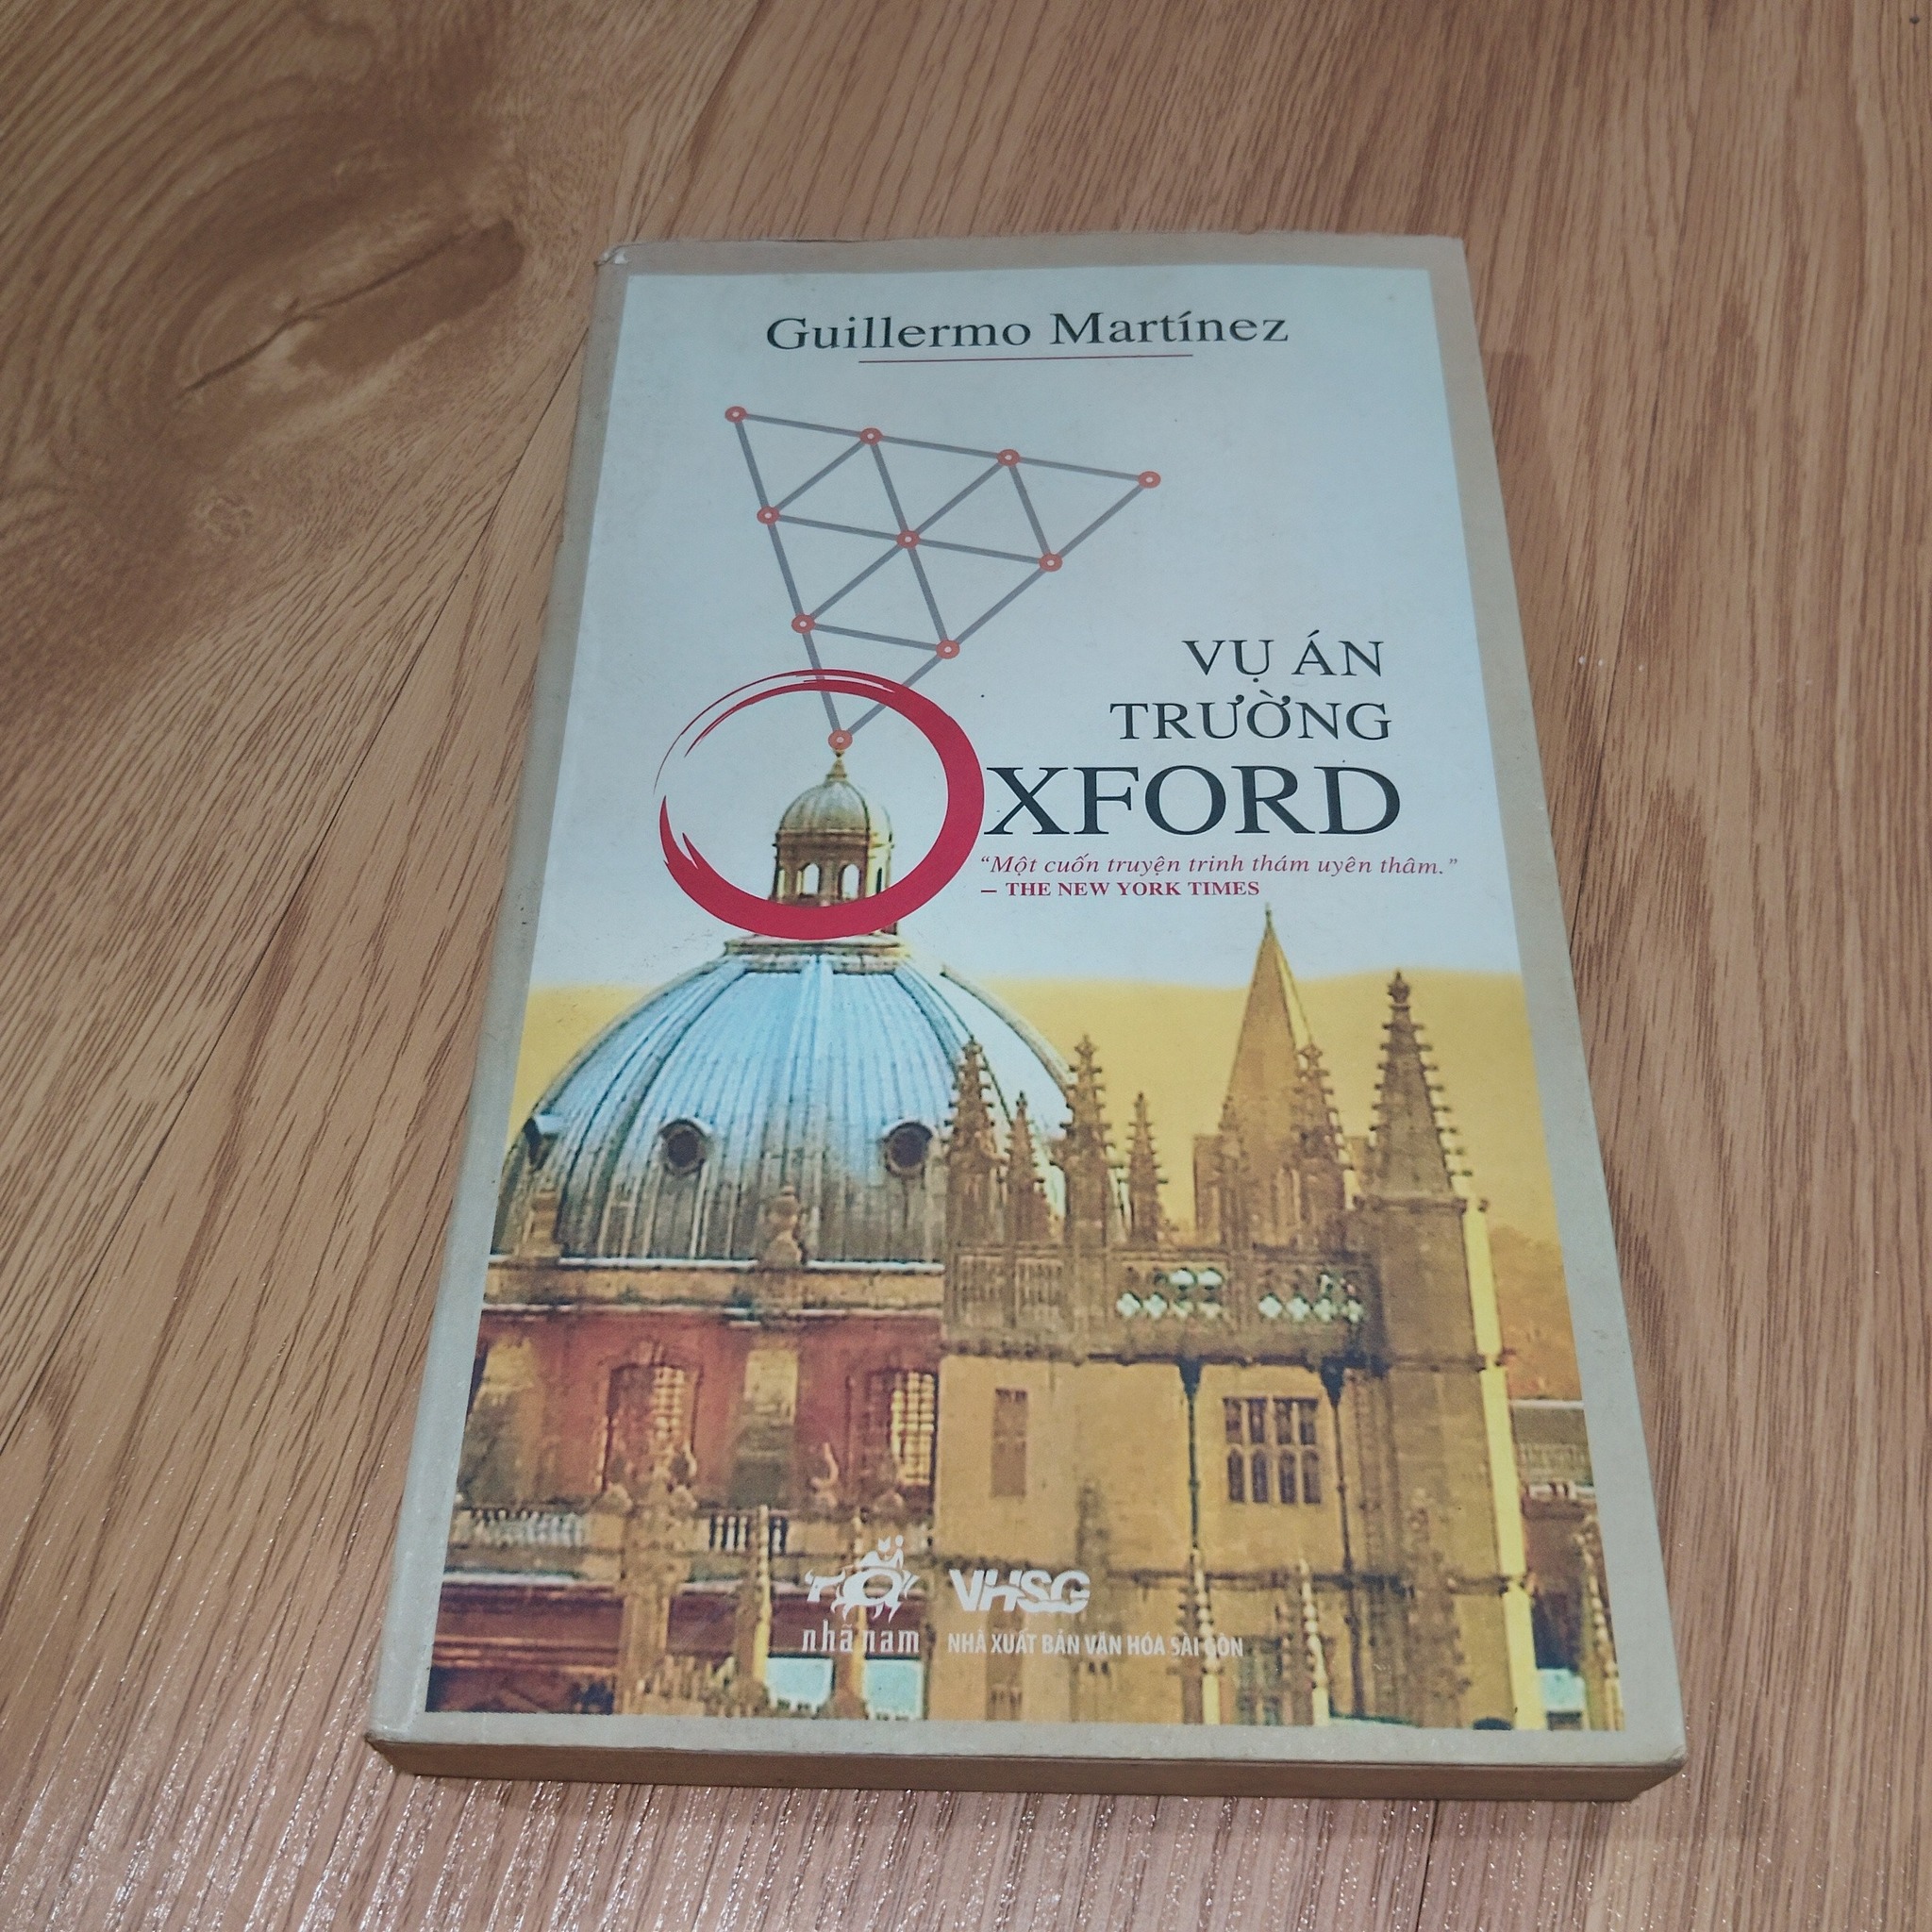 Guillermo Martínez
VỤ ÁN
TRƯỜNG
OXFORD
“Một cuốn truyện trinh thám uyên thâm.”
– THE NEW YORK TIMES
VHSG
nhã nam
NHÀ XUẤT BẢN VĂN HÓA SÀI GÒN